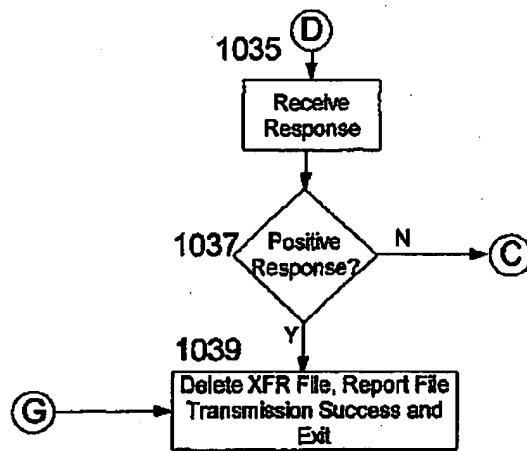 D
1035
Receive
Response
1037
Positive
Response?
N
C
Y
1039
Delete XFR File, Report File
Transmission Success and
Exit
G